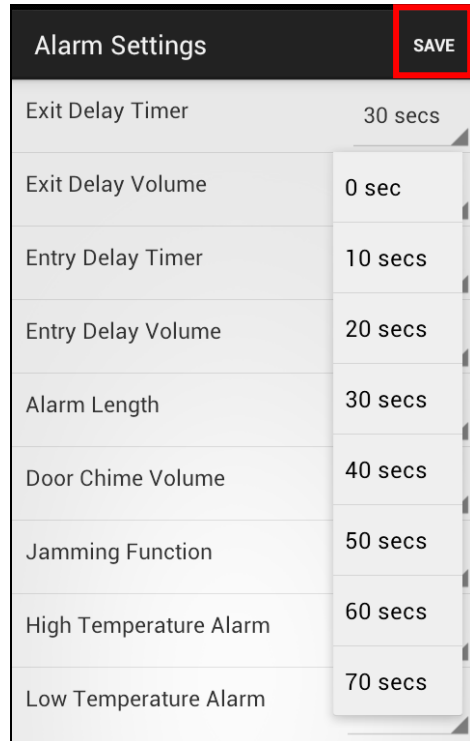 Alarm Settings SAVE
Exit Delay Timer 30 secs
Exit Delay Volume 0 sec
Entry Delay Timer 10 secs
Entry Delay Volume 20 secs
Alarm Length 30 secs
Door Chime Volume 40 secs
Jamming Function 50 secs
High Temperature Alarm 60 secs
Low Temperature Alarm 70 secs